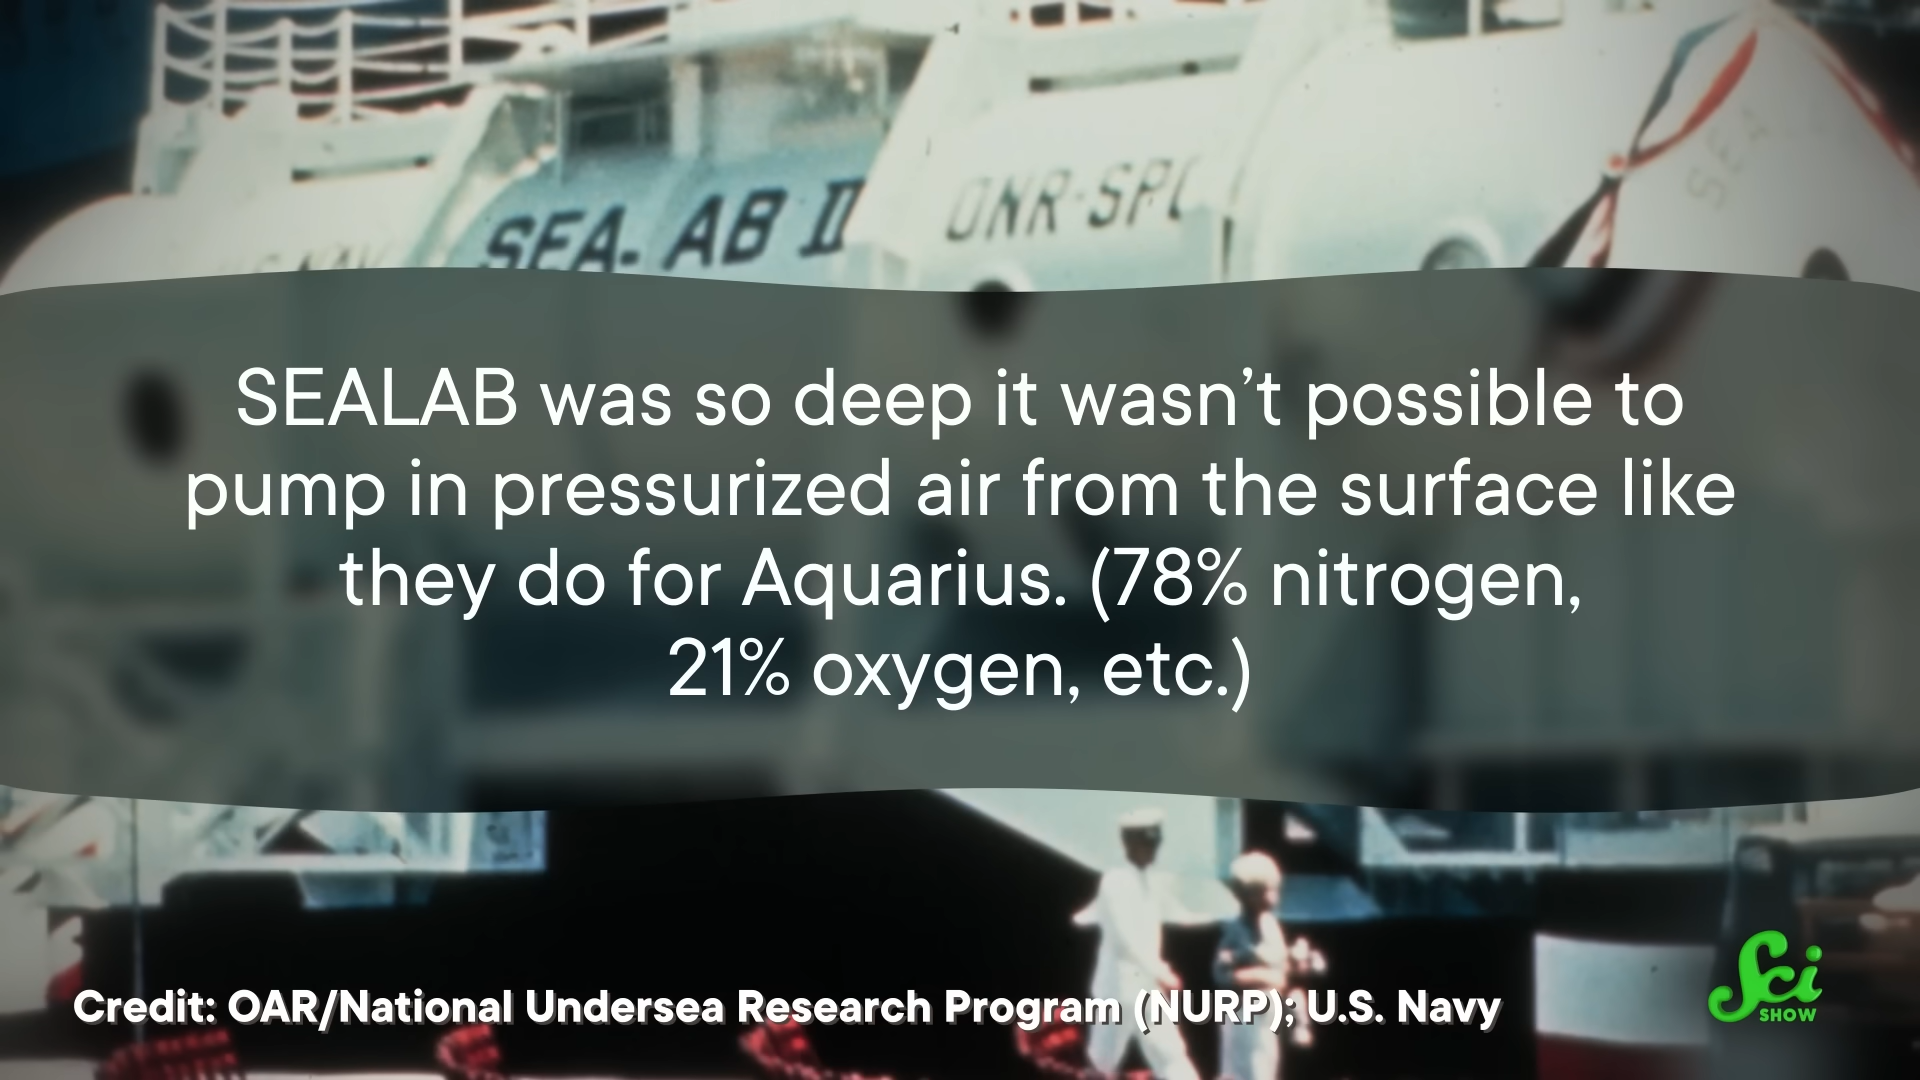 SEA- AB II
ONR-SP
SEALAB was so deep it wasn’t possible to
pump in pressurized air from the surface like
they do for Aquarius. (78% nitrogen,
21% oxygen, etc.)
Credit: OAR/National Undersea Research Program (NURP); U.S. Navy
Sci
SHOW